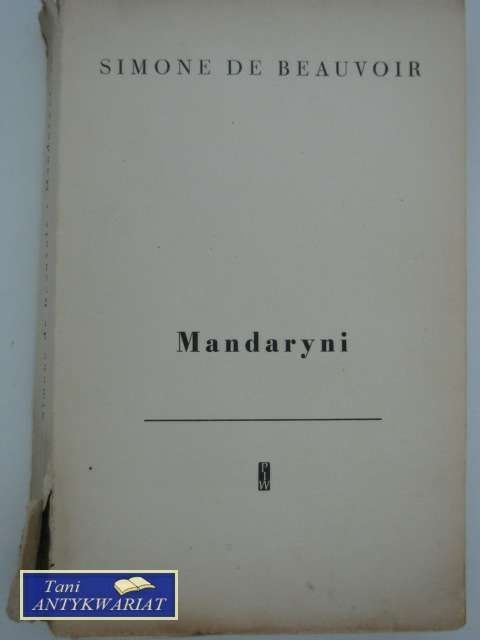 SIMONE DE BEAUVOIR
Mandaryni
PIW
Tani
ANTYKWARIAT